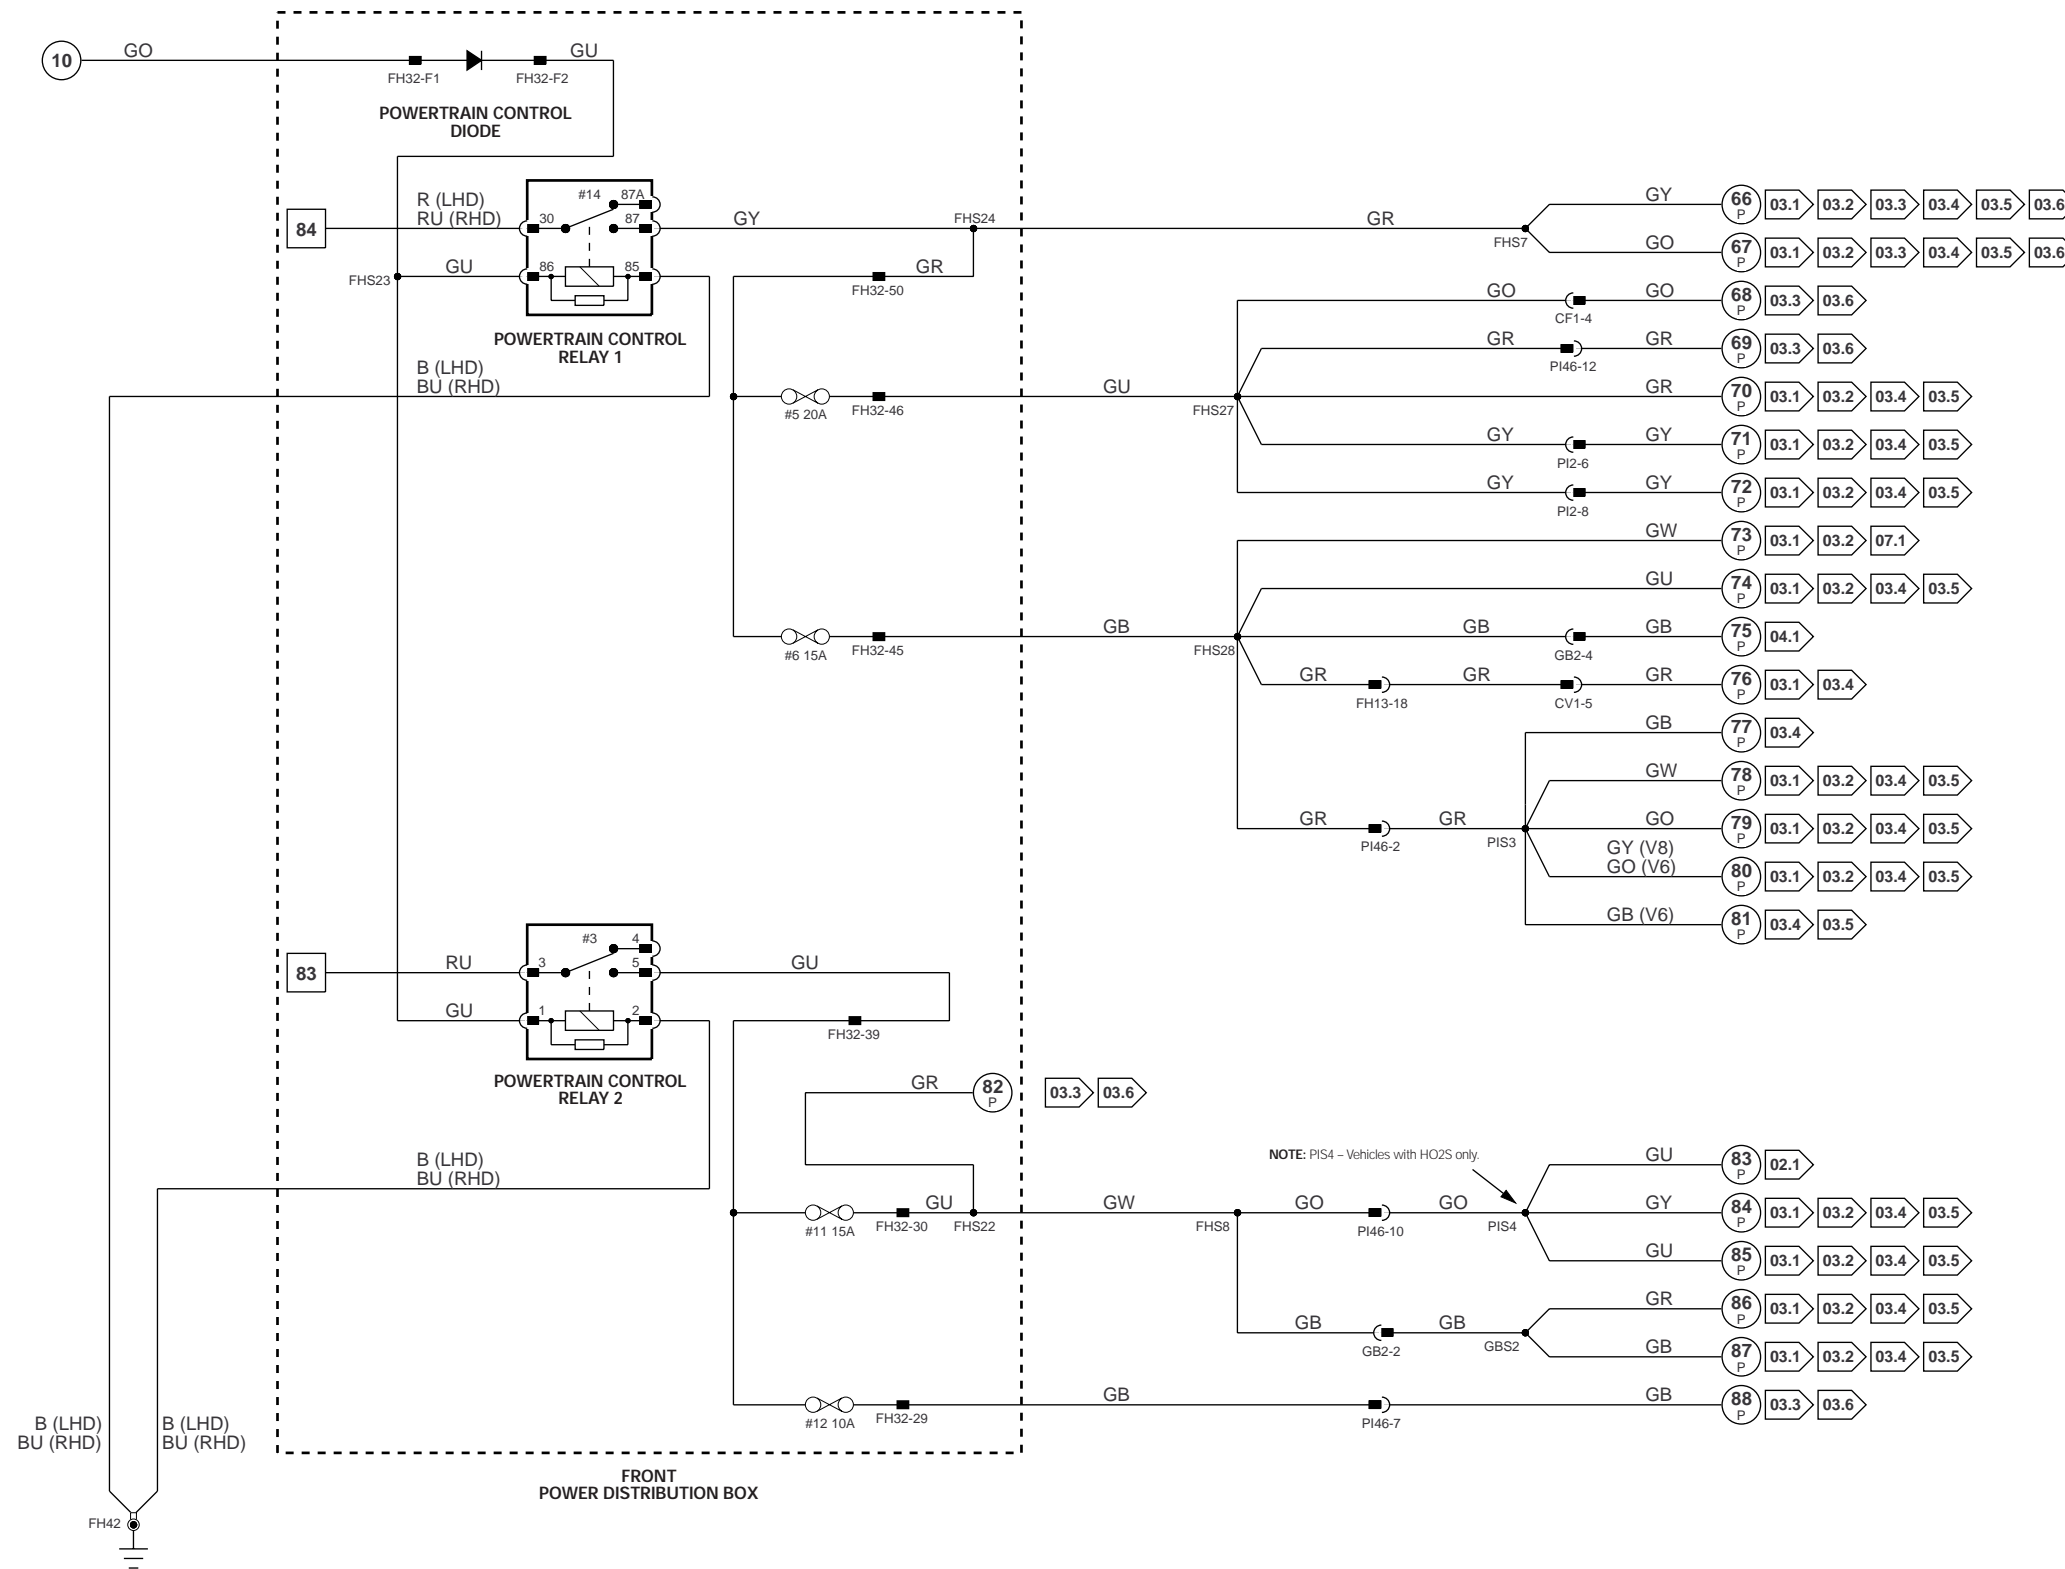 10
GO
FH32-F1
FH32-F2
GU
POWERTRAIN CONTROL
DIODE
84
R (LHD)
RU (RHD)
#14
87A
30
87
GY
FHS24
GR
FHS7
GY
66
P
03.1 03.2 03.3 03.4 03.5 03.6
GO
67
P
03.1 03.2 03.3 03.4 03.5 03.6
FHS23
GU
86
85
FH32-50
GR
POWERTRAIN CONTROL
RELAY 1
B (LHD)
BU (RHD)
#5 20A
FH32-46
GU
FHS27
GO
CF1-4
GO
68
P
03.3 03.6
GR
PI46-12
GR
69
P
03.3 03.6
GR
70
P
03.1 03.2 03.4 03.5
GY
PI2-6
GY
71
P
03.1 03.2 03.4 03.5
GY
PI2-8
GY
72
P
03.1 03.2 03.4 03.5
#6 15A
FH32-45
GB
FHS28
GW
73
P
03.1 03.2 07.1
GU
74
P
03.1 03.2 03.4 03.5
GB
GB2-4
GB
75
P
04.1
GR
FH13-18
GR
CV1-5
GR
76
P
03.1 03.4
GR
PI46-2
GR
PIS3
GB
77
P
03.4
GW
78
P
03.1 03.2 03.4 03.5
GO
79
P
03.1 03.2 03.4 03.5
GY (V8)
GO (V6)
80
P
03.1 03.2 03.4 03.5
GB (V6)
81
P
03.4 03.5
83
RU
#3
4
3
5
GU
GU
1
2
FH32-39
POWERTRAIN CONTROL
RELAY 2
GR
82
P
03.3 03.6
B (LHD)
BU (RHD)
#11 15A
FH32-30
GU
FHS22
GW
FHS8
GO
PI46-10
GO
PIS4
NOTE: PIS4 – Vehicles with HO2S only.
GU
83
P
02.1
GY
84
P
03.1 03.2 03.4 03.5
GU
85
P
03.1 03.2 03.4 03.5
GB
GB2-2
GB
GBS2
GR
86
P
03.1 03.2 03.4 03.5
GB
87
P
03.1 03.2 03.4 03.5
#12 10A
FH32-29
GB
PI46-7
GB
88
P
03.3 03.6
B (LHD)
BU (RHD)
B (LHD)
BU (RHD)
FRONT
POWER DISTRIBUTION BOX
FH42